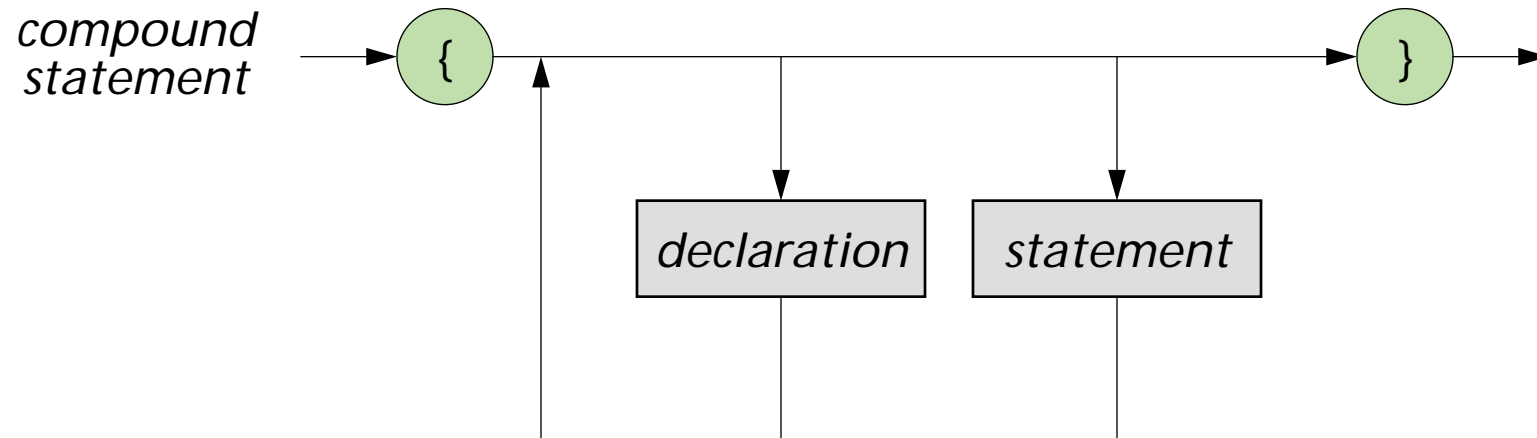 compound
statement
{
}
declaration
statement